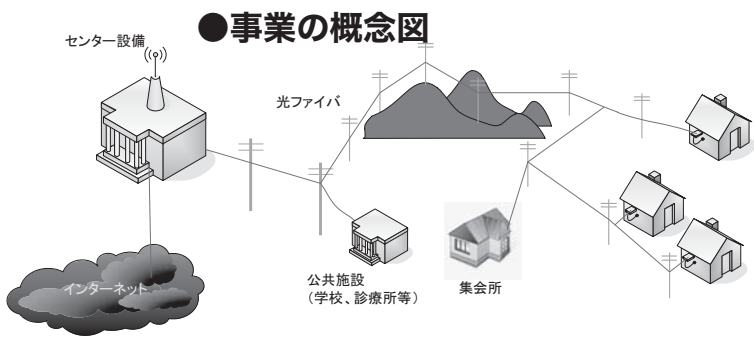 ●事業の概念図
センター設備
光ファイバ
インターネット
公共施設
（学校、診療所等）
集会所